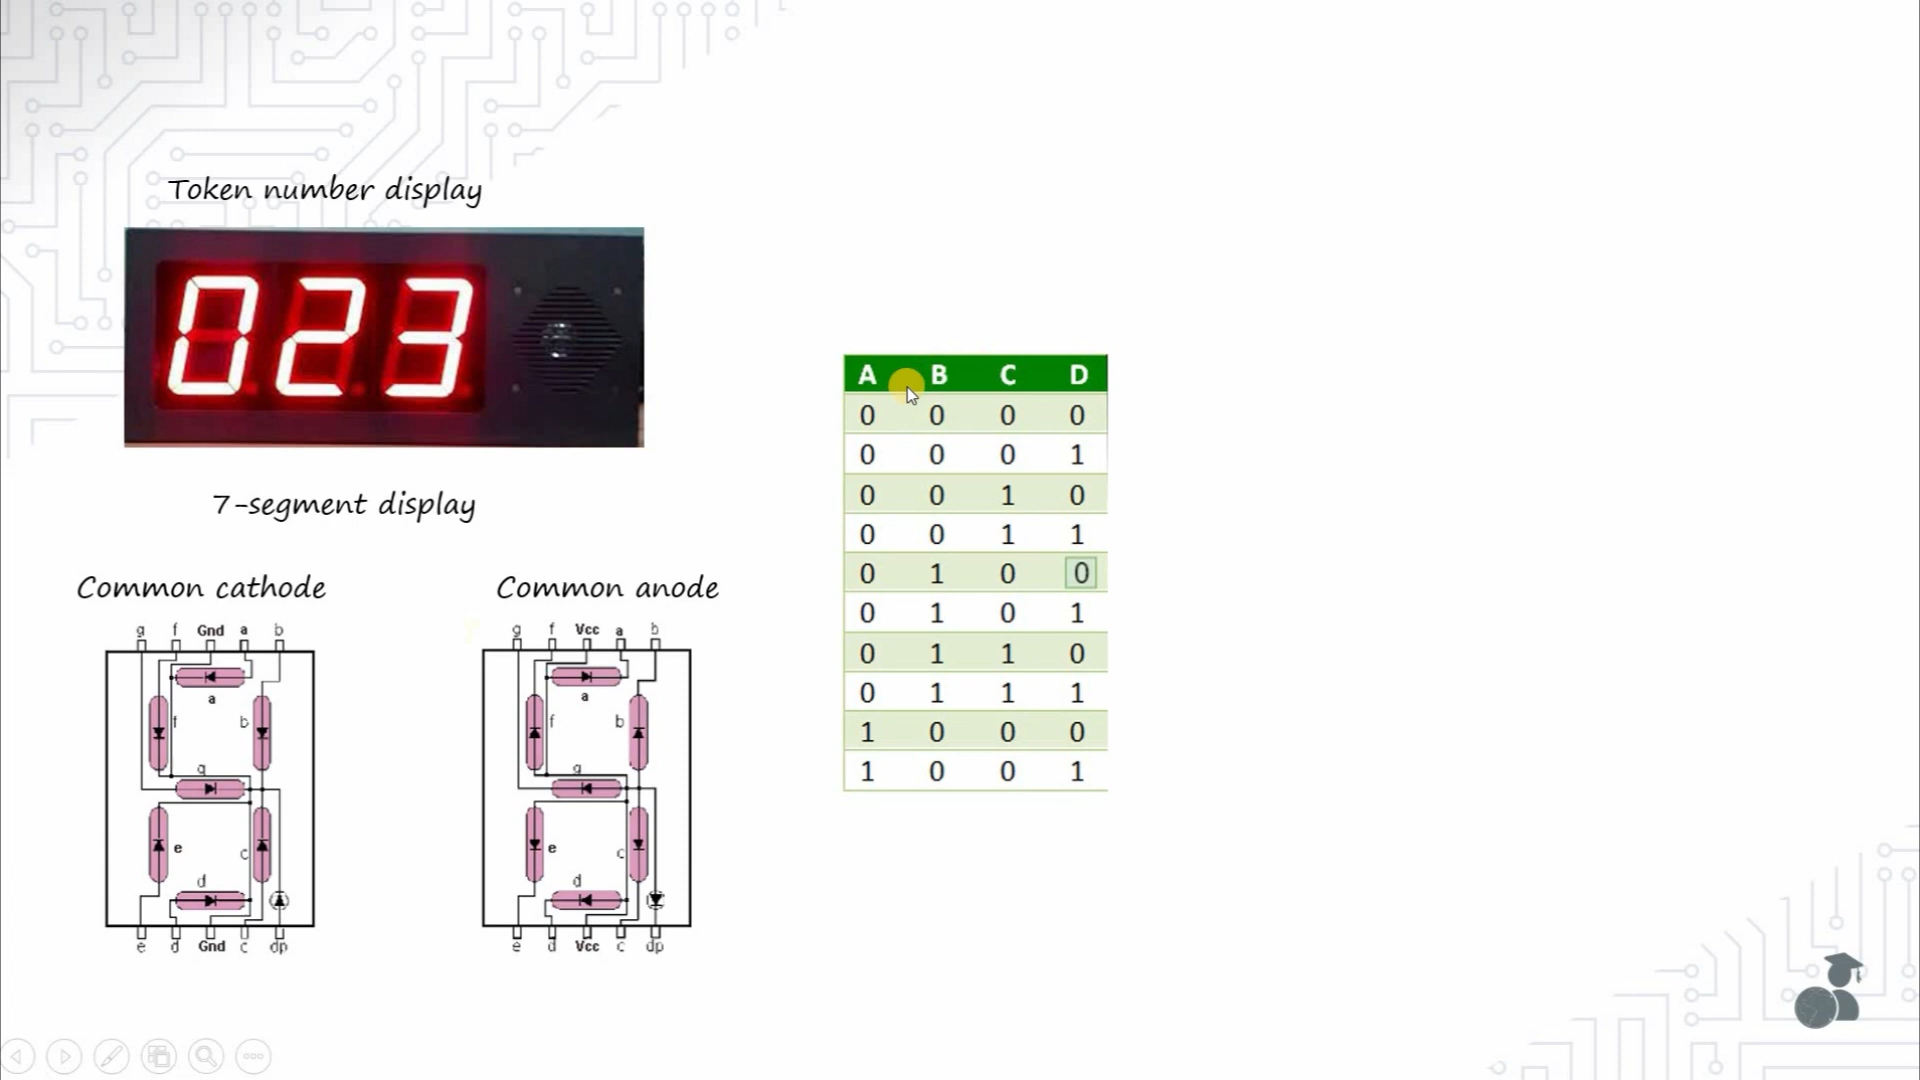 Token number display
023
7-segment display
Common cathode
Common anode
g f Gnd a b
a
f b
g
e c
d
e d Gnd c dp
g f Vcc a b
a
f b
g
e c
d
e d Vcc c dp
A B C D
0 0 0 0
0 0 0 1
0 0 1 0
0 0 1 1
0 1 0 0
0 1 0 1
0 1 1 0
0 1 1 1
1 0 0 0
1 0 0 1